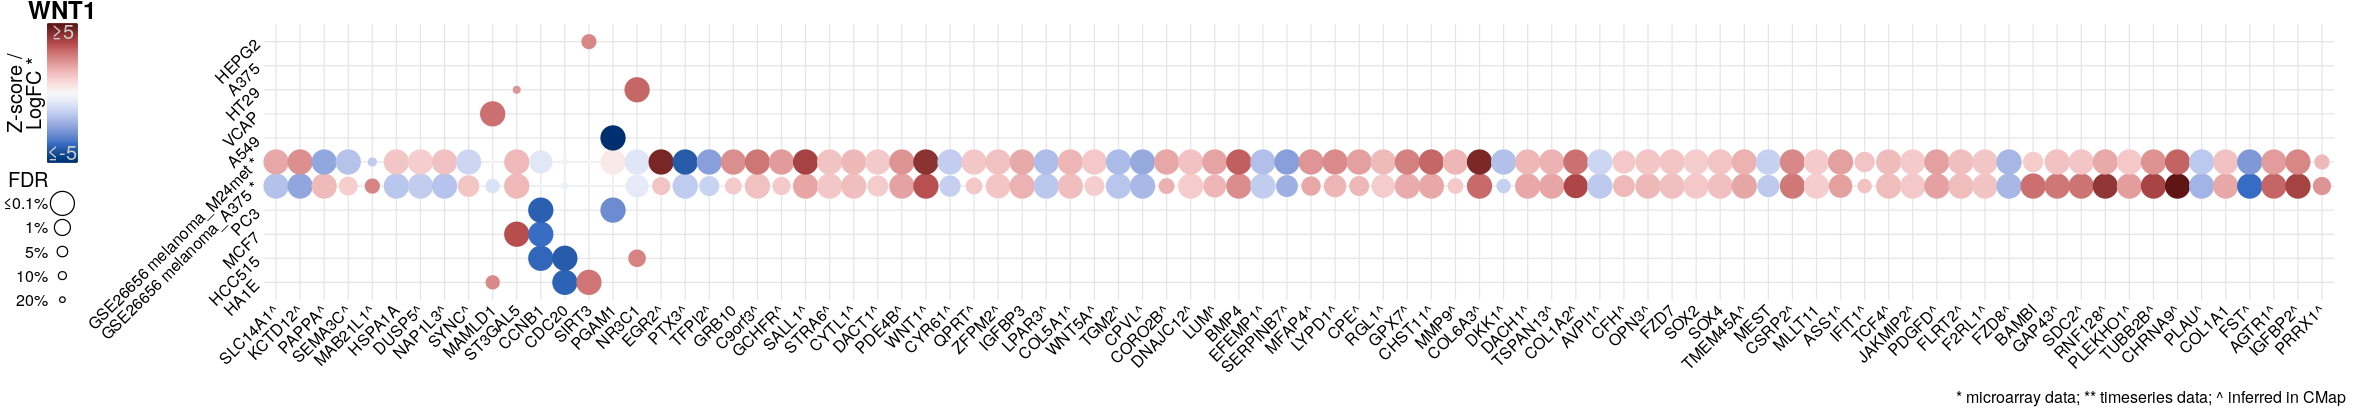 WNT1
≥5
≤-5
Z-score /
LogFC *
FDR
≤0.1%
1%
5%
10%
20%
HEPG2
A375
HT29
VCAP
A549
GSE26656 melanoma_M24met *
GSE26656 melanoma_A375 *
PC3
MCF7
HCC515
HA1E
SLC14A1^
KCTD12^
PAPPA^
SEMA3C^
MAB21L1^
HSPA1A
DUSP5^
NAP1L3^
SYNC^
MAMLD1
ST3GAL5
CCNB1
CDC20
SIRT3
PGAM1
NR3C1
EGR2^
PTX3^
TFPI2^
GRB10
C9orf3^
GCHFR^
SALL1^
STRA6^
CYTL1^
DACT1^
PDE4B^
WNT1^
CYR61^
QPRT^
ZFPM2^
IGFBP3
LPAR3^
COL5A1^
WNT5A^
TGM2^
CPVL^
CORO2B^
DNAJC12^
LUM^
BMP4
EFEMP1^
SERPINB7^
MFAP4^
LYPD1^
CPE^
RGL1^
GPX7^
CHST11^
MMP9^
COL6A3^
DKK1^
DACH1^
TSPAN13^
COL1A2^
AVPI1^
CFH^
OPN3^
FZD7
SOX2
SOX4
TMEM45A^
MEST
CSRP2^
MLLT11
ASS1^
IFIT1^
TCF4^
JAKMIP2^
PDGFD^
FLRT2^
F2RL1^
FZD8^
BAMBI
GAP43^
SDC2^
RNF128^
PLEKHO1^
TUBB2B^
CHRNA9^
PLAU^
COL1A1
FST^
AGTR1^
IGFBP2^
PRRX1^
* microarray data; ** timeseries data; ^ inferred in CMap